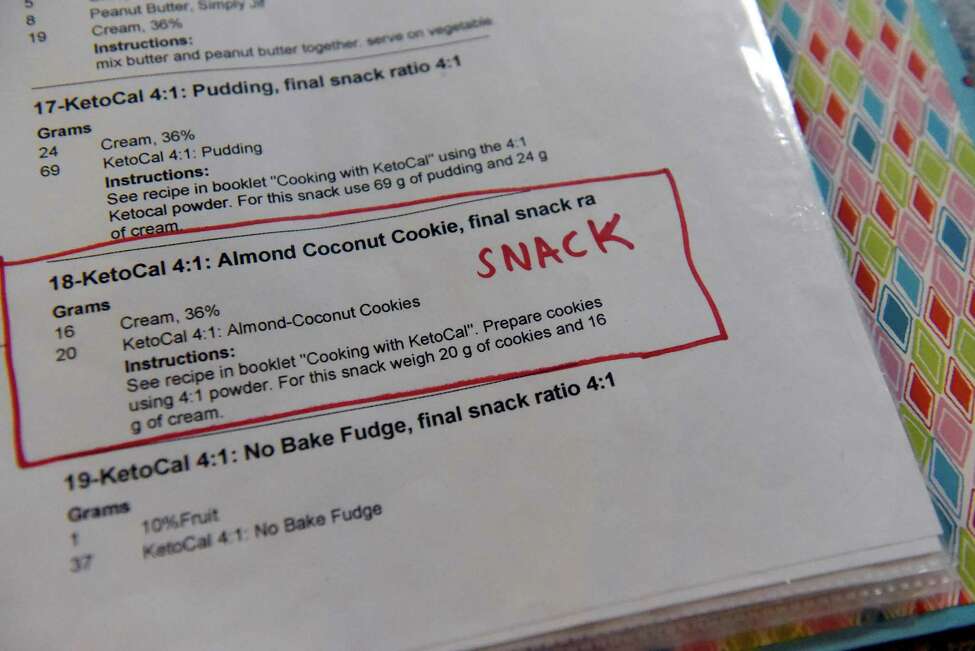 5
8 Peanut Butter, Simply Jif
19 Cream, 36%
Instructions:
mix butter and peanut butter together. serve on vegetable
17-KetoCal 4:1: Pudding, final snack ratio 4:1
Grams
24 Cream, 36%
69 KetoCal 4:1: Pudding
Instructions:
See recipe in booklet "Cooking with KetoCal" using the 4:1
Ketocal powder. For this snack use 69 g of pudding and 24 g
of cream.
18-KetoCal 4:1: Almond Coconut Cookie, final snack ra
SNACK
Grams
16 Cream, 36%
20 KetoCal 4:1: Almond-Coconut Cookies
Instructions:
See recipe in booklet "Cooking with KetoCal". Prepare cookies
using 4:1 powder. For this snack weigh 20 g of cookies and 16
g of cream.
19-KetoCal 4:1: No Bake Fudge, final snack ratio 4:1
Grams
1 10%Fruit
37 KetoCal 4:1: No Bake Fudge